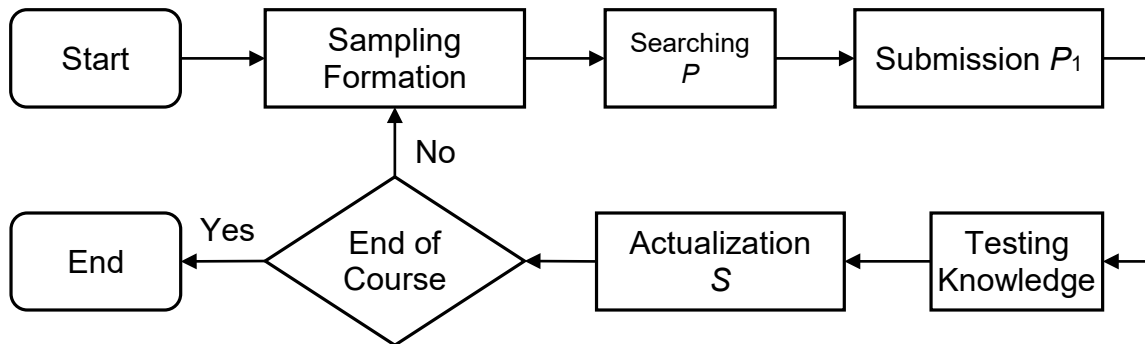 Start
Sampling
Formation
Searching
P
Submission P₁
No
Yes
End
End of
Course
Actualization
S
Testing
Knowledge